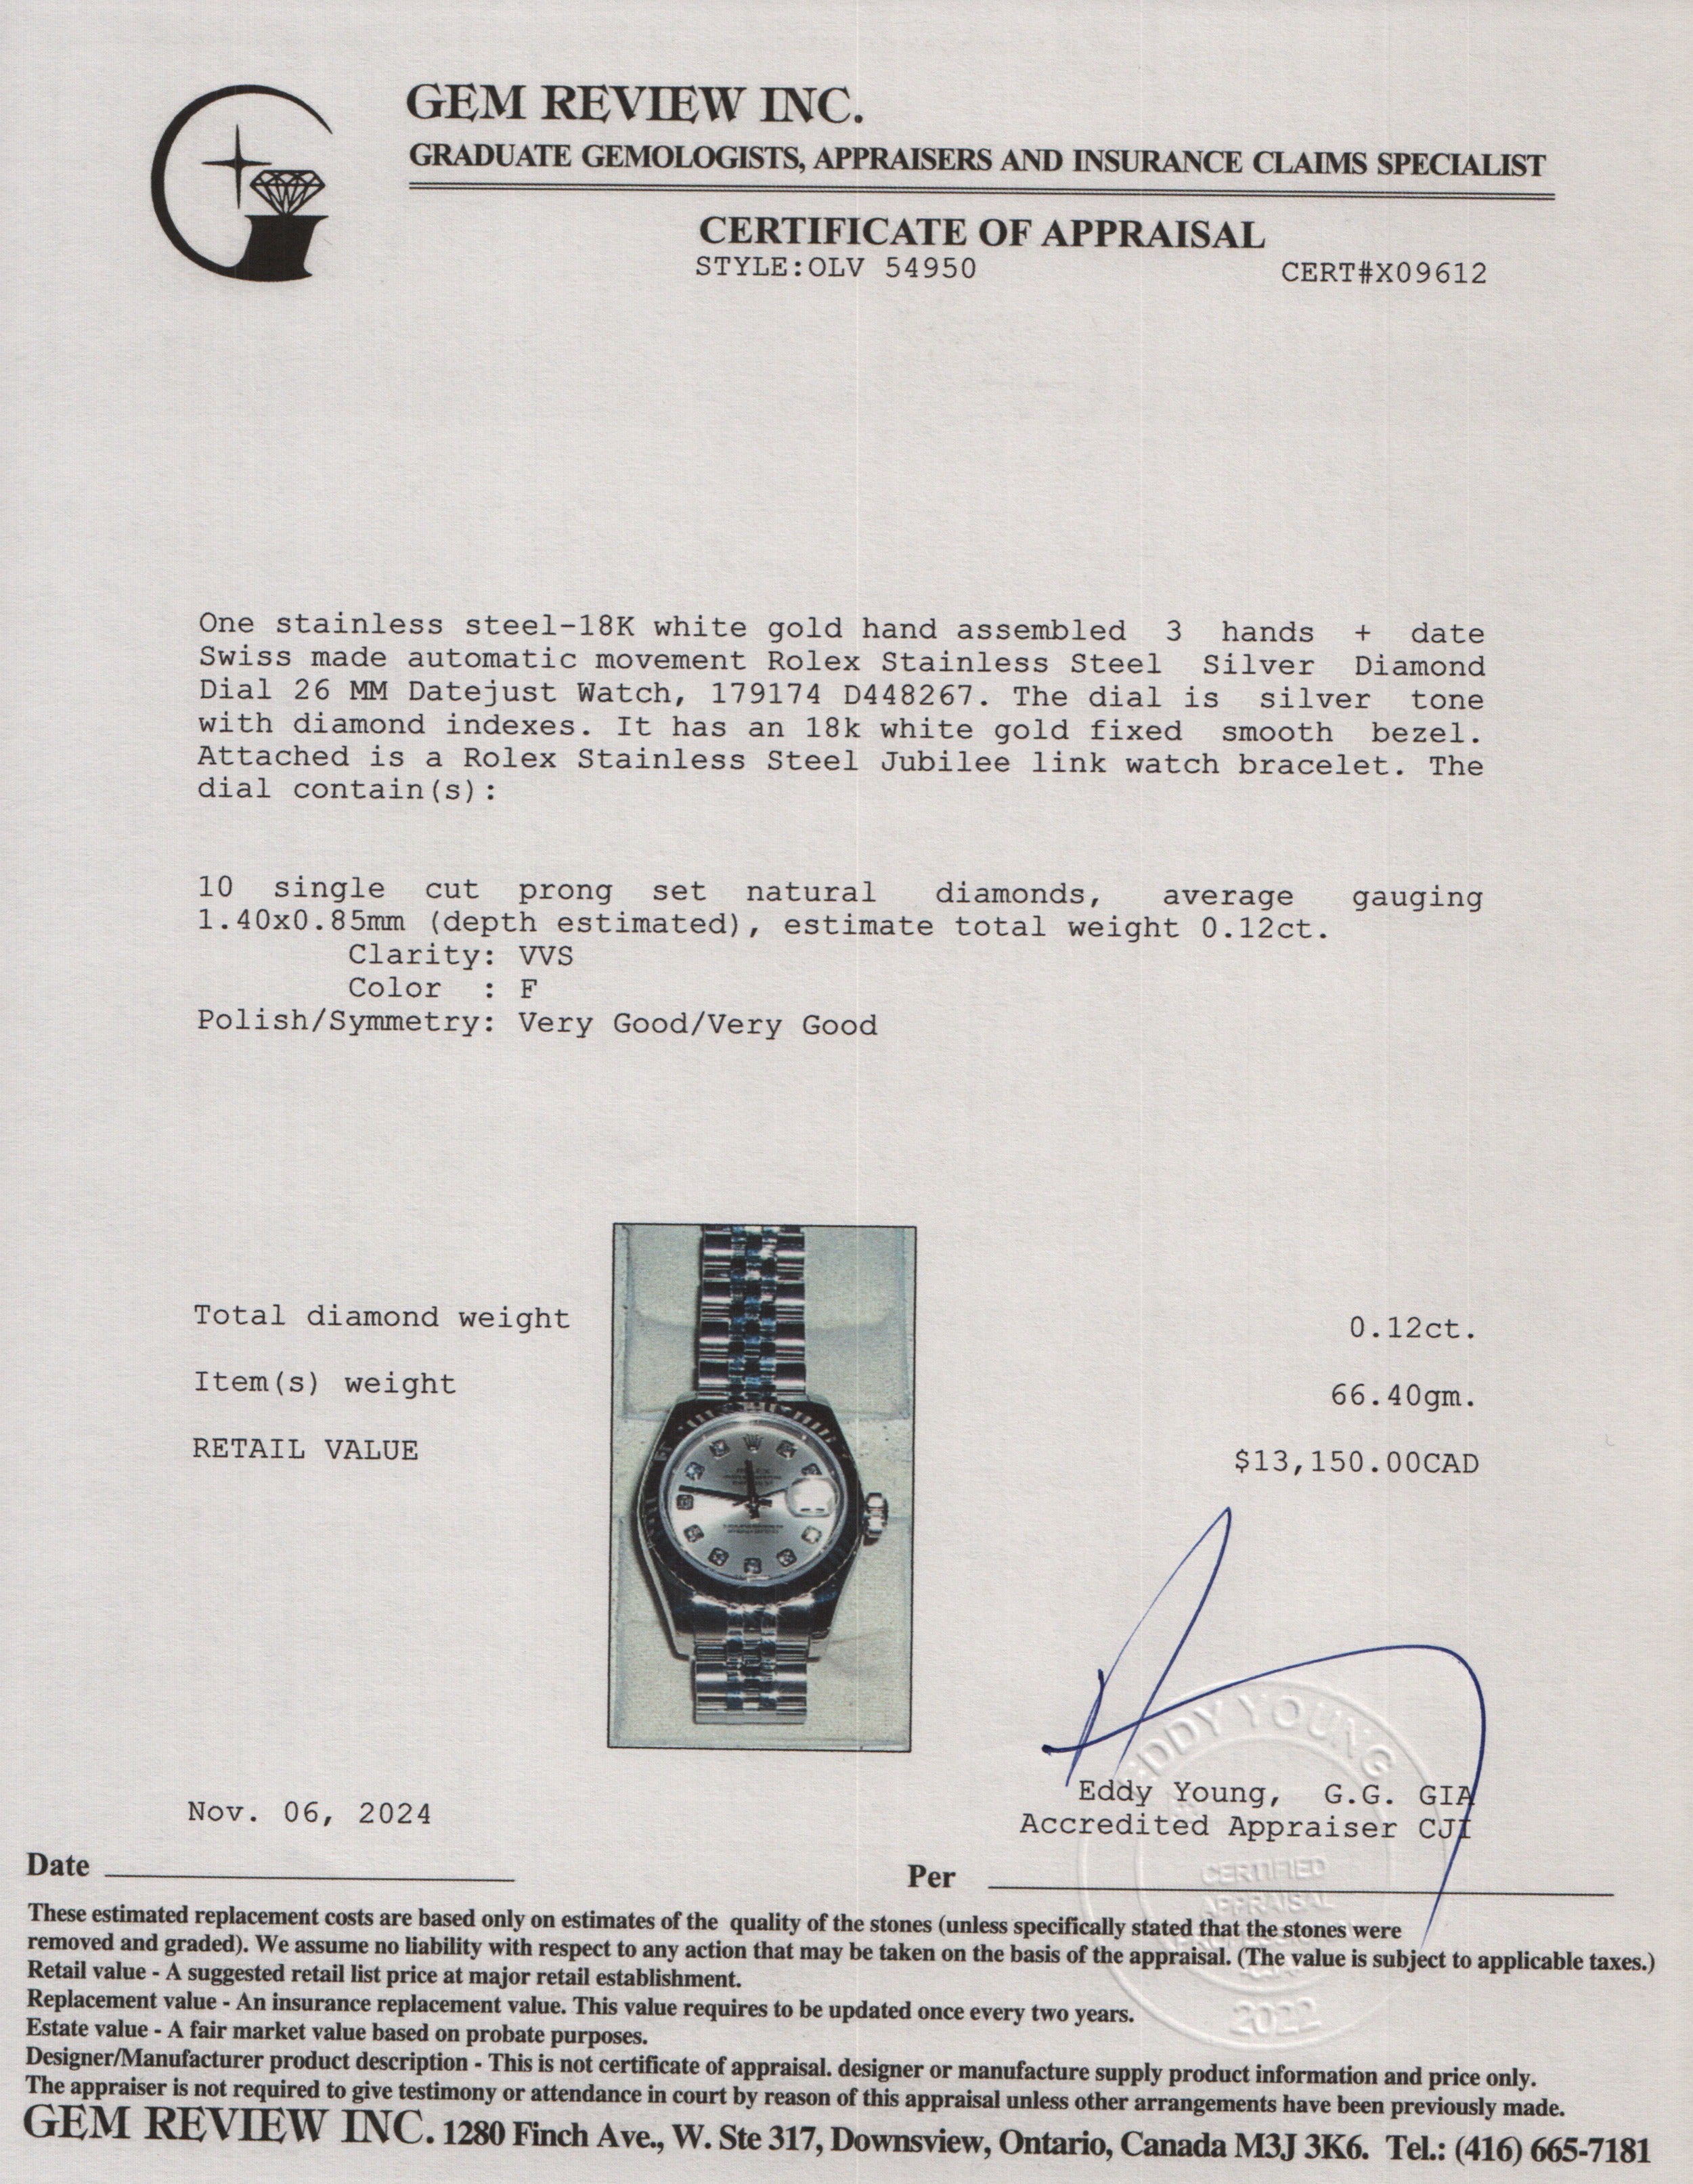 GEM REVIEW INC.
GRADUATE GEMOLOGISTS, APPRAISERS AND INSURANCE CLAIMS SPECIALIST
CERTIFICATE OF APPRAISAL
STYLE:OLV 54950
CERT#X09612
One stainless steel-18K white gold hand assembled 3 hands + date
Swiss made automatic movement Rolex Stainless Steel Silver Diamond
Dial 26 MM Datejust Watch, 179174 D448267. The dial is silver tone
with diamond indexes. It has an 18k white gold fixed smooth bezel.
Attached is a Rolex Stainless Steel Jubilee link watch bracelet. The
dial contain(s):
10 single cut prong set natural diamonds, average gauging
1.40x0.85mm (depth estimated), estimate total weight 0.12ct.
Clarity: VVS
Color : F
Polish/Symmetry: Very Good/Very Good
Total diamond weight 0.12ct.
Item(s) weight 66.40gm.
RETAIL VALUE $13,150.00CAD
ROLEX
EDDY YOUNG
Eddy Young, G.G. GIA
Accredited Appraiser CJI
Nov. 06, 2024
Date
Per
CERTIFIED
APPRAISAL
2022
These estimated replacement costs are based only on estimates of the quality of the stones (unless specifically stated that the stones were
removed and graded). We assume no liability with respect to any action that may be taken on the basis of the appraisal. (The value is subject to applicable taxes.)
Retail value - A suggested retail list price at major retail establishment.
Replacement value - An insurance replacement value. This value requires to be updated once every two years.
Estate value - A fair market value based on probate purposes.
Designer/Manufacturer product description - This is not certificate of appraisal. designer or manufacture supply product information and price only.
The appraiser is not required to give testimony or attendance in court by reason of this appraisal unless other arrangements have been previously made.
GEM REVIEW INC. 1280 Finch Ave., W. Ste 317, Downsview, Ontario, Canada M3J 3K6. Tel.: (416) 665-7181